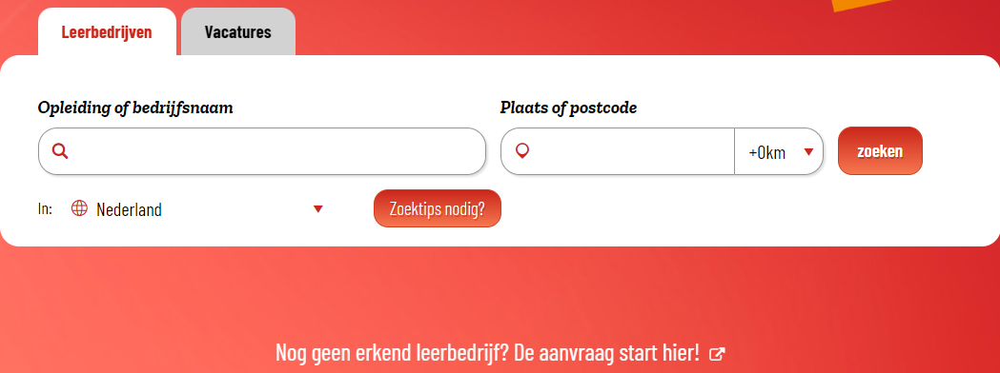 Leerbedrijven
Vacatures
Opleiding of bedrijfsnaam
Plaats of postcode
+0km
zoeken
In:
Nederland
Zoektips nodig?
Nog geen erkend leerbedrijf? De aanvraag start hier!